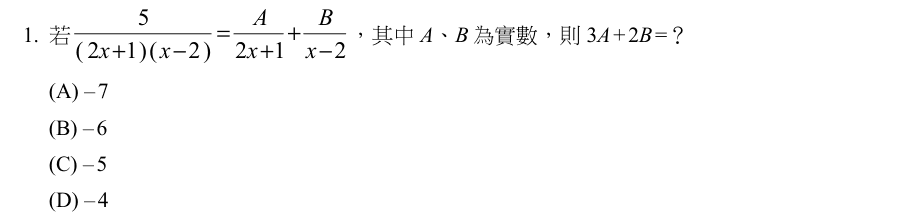 1. 若 5/((2x+1)(x−2)) = A/(2x+1) + B/(x−2)，其中 A、B 為實數，則 3A+2B=？
(A) –7
(B) –6
(C) –5
(D) –4